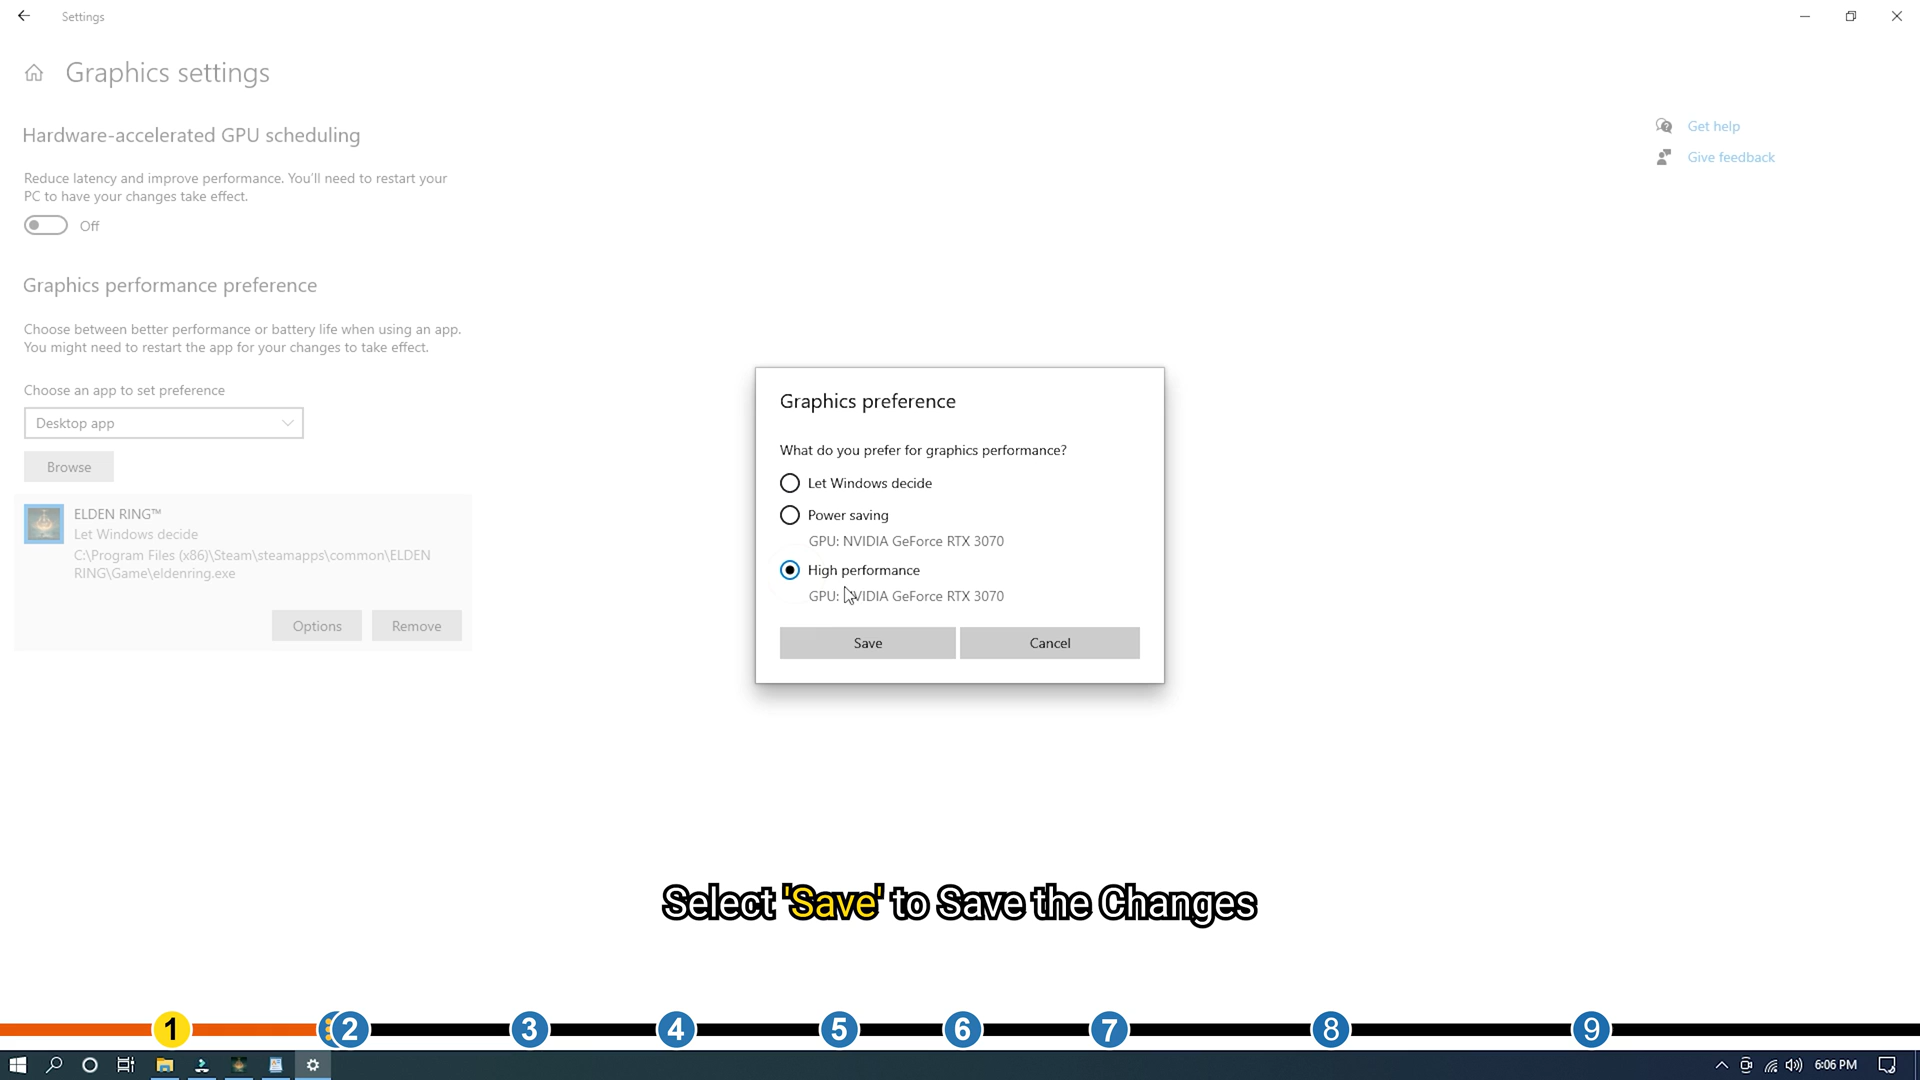 Settings
Graphics settings
Hardware-accelerated GPU scheduling
Reduce latency and improve performance. You'll need to restart your
PC to have your changes take effect.
Off
Graphics performance preference
Choose between better performance or battery life when using an app.
You might need to restart the app for your changes to take effect.
Choose an app to set preference
Desktop app
Browse
ELDEN RING™
Let Windows decide
C:\Program Files (x86)\Steam\steamapps\common\ELDEN
RING\Game\eldenring.exe
Options
Remove
Get help
Give feedback
Graphics preference
What do you prefer for graphics performance?
Let Windows decide
Power saving
GPU: NVIDIA GeForce RTX 3070
High performance
GPU: NVIDIA GeForce RTX 3070
Save
Cancel
Select 'Save' to Save the Changes
1
2
3
4
5
6
7
8
9
6:06 PM